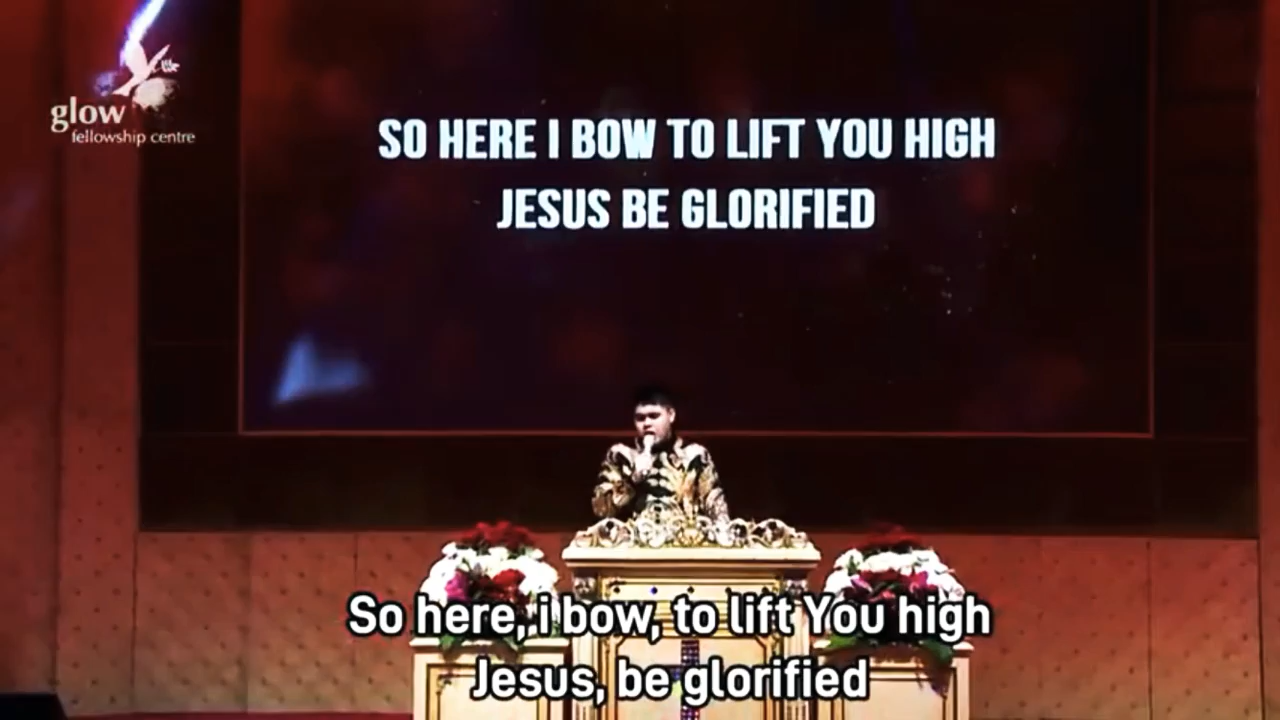 glow
fellowship centre
SO HERE I BOW TO LIFT YOU HIGH
JESUS BE GLORIFIED
So here, i bow, to lift You high
Jesus, be glorified